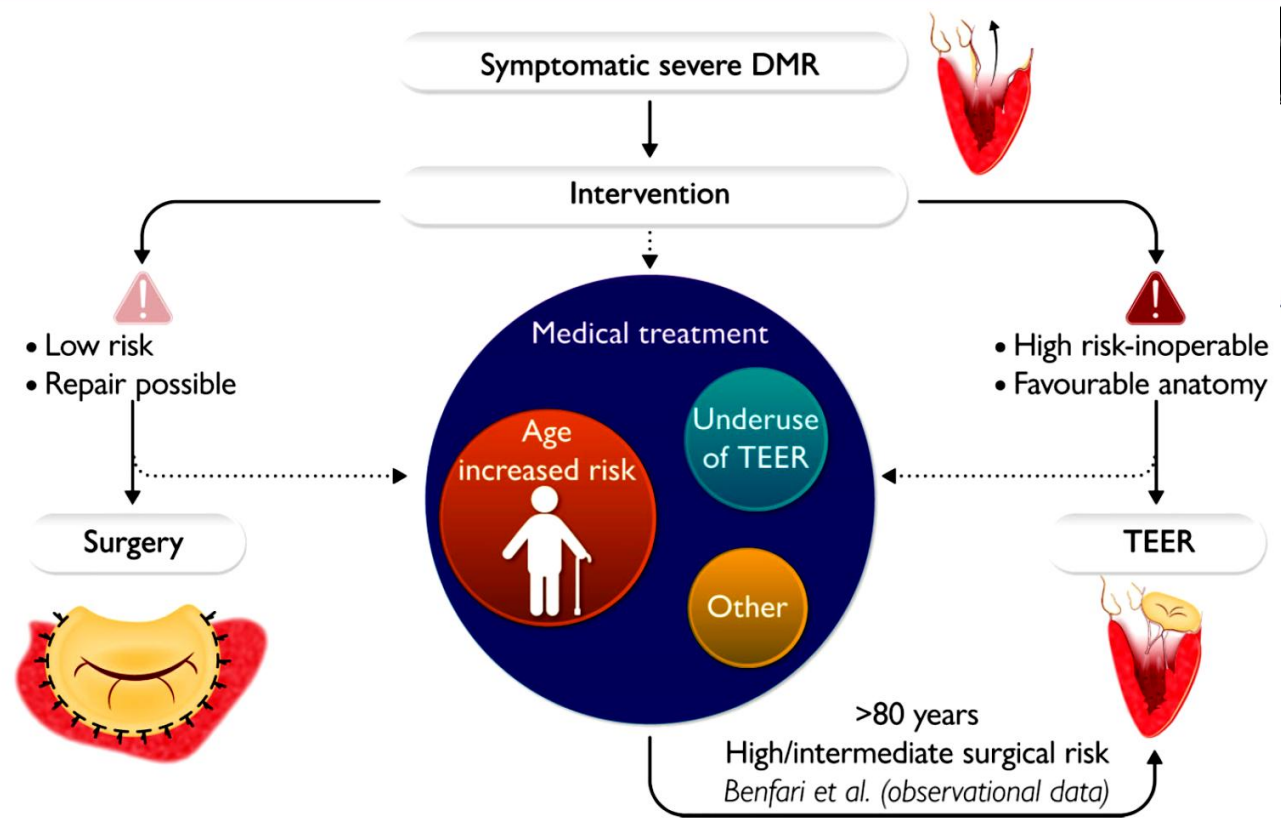 Symptomatic severe DMR
Intervention
• Low risk
• Repair possible
Surgery
Medical treatment
Age
increased risk
Underuse
of TEER
Other
• High risk-inoperable
• Favourable anatomy
TEER
>80 years
High/intermediate surgical risk
Benfari et al. (observational data)